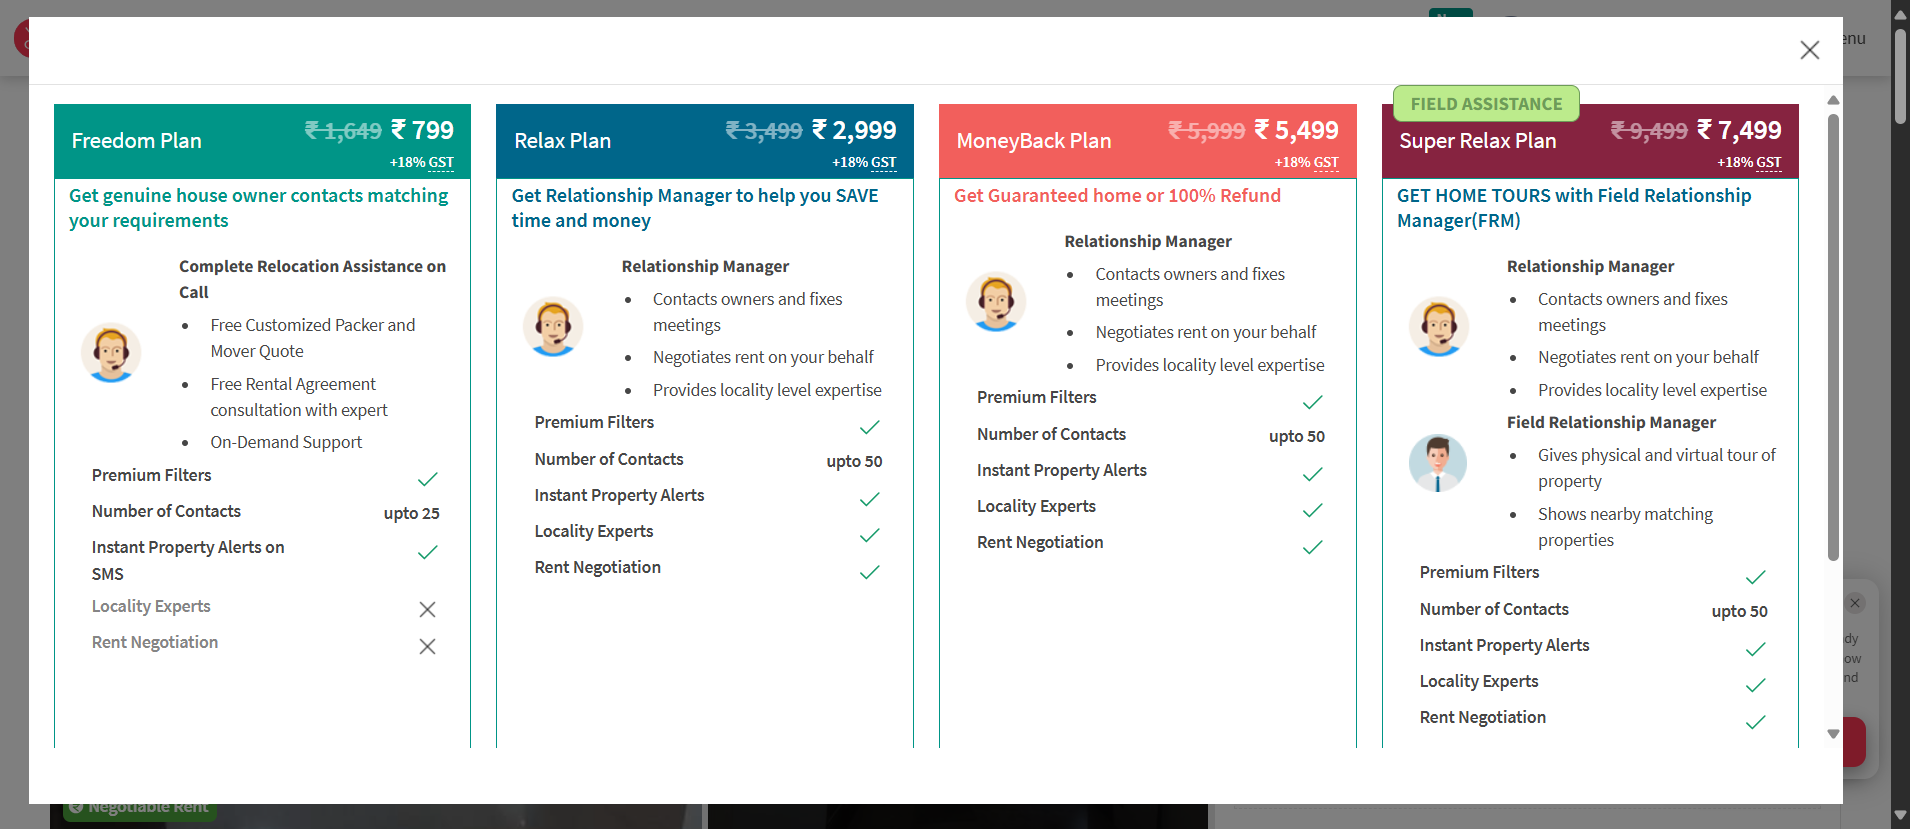 enu
Freedom Plan
₹ 1,649 ₹ 799
+18% GST
Get genuine house owner contacts matching
your requirements
Complete Relocation Assistance on
Call
• Free Customized Packer and
Mover Quote
• Free Rental Agreement
consultation with expert
• On-Demand Support
Premium Filters
Number of Contacts upto 25
Instant Property Alerts on
SMS
Locality Experts
Rent Negotiation
Relax Plan
₹ 3,499 ₹ 2,999
+18% GST
Get Relationship Manager to help you SAVE
time and money
Relationship Manager
• Contacts owners and fixes
meetings
• Negotiates rent on your behalf
• Provides locality level expertise
Premium Filters
Number of Contacts upto 50
Instant Property Alerts
Locality Experts
Rent Negotiation
MoneyBack Plan
₹ 5,999 ₹ 5,499
+18% GST
Get Guaranteed home or 100% Refund
Relationship Manager
• Contacts owners and fixes
meetings
• Negotiates rent on your behalf
• Provides locality level expertise
Premium Filters
Number of Contacts upto 50
Instant Property Alerts
Locality Experts
Rent Negotiation
FIELD ASSISTANCE
Super Relax Plan
₹ 9,499 ₹ 7,499
+18% GST
GET HOME TOURS with Field Relationship
Manager(FRM)
Relationship Manager
• Contacts owners and fixes
meetings
• Negotiates rent on your behalf
• Provides locality level expertise
Field Relationship Manager
• Gives physical and virtual tour of
property
• Shows nearby matching
properties
Premium Filters
Number of Contacts upto 50
Instant Property Alerts
Locality Experts
Rent Negotiation
dy
ow
nd
Negotiable Rent